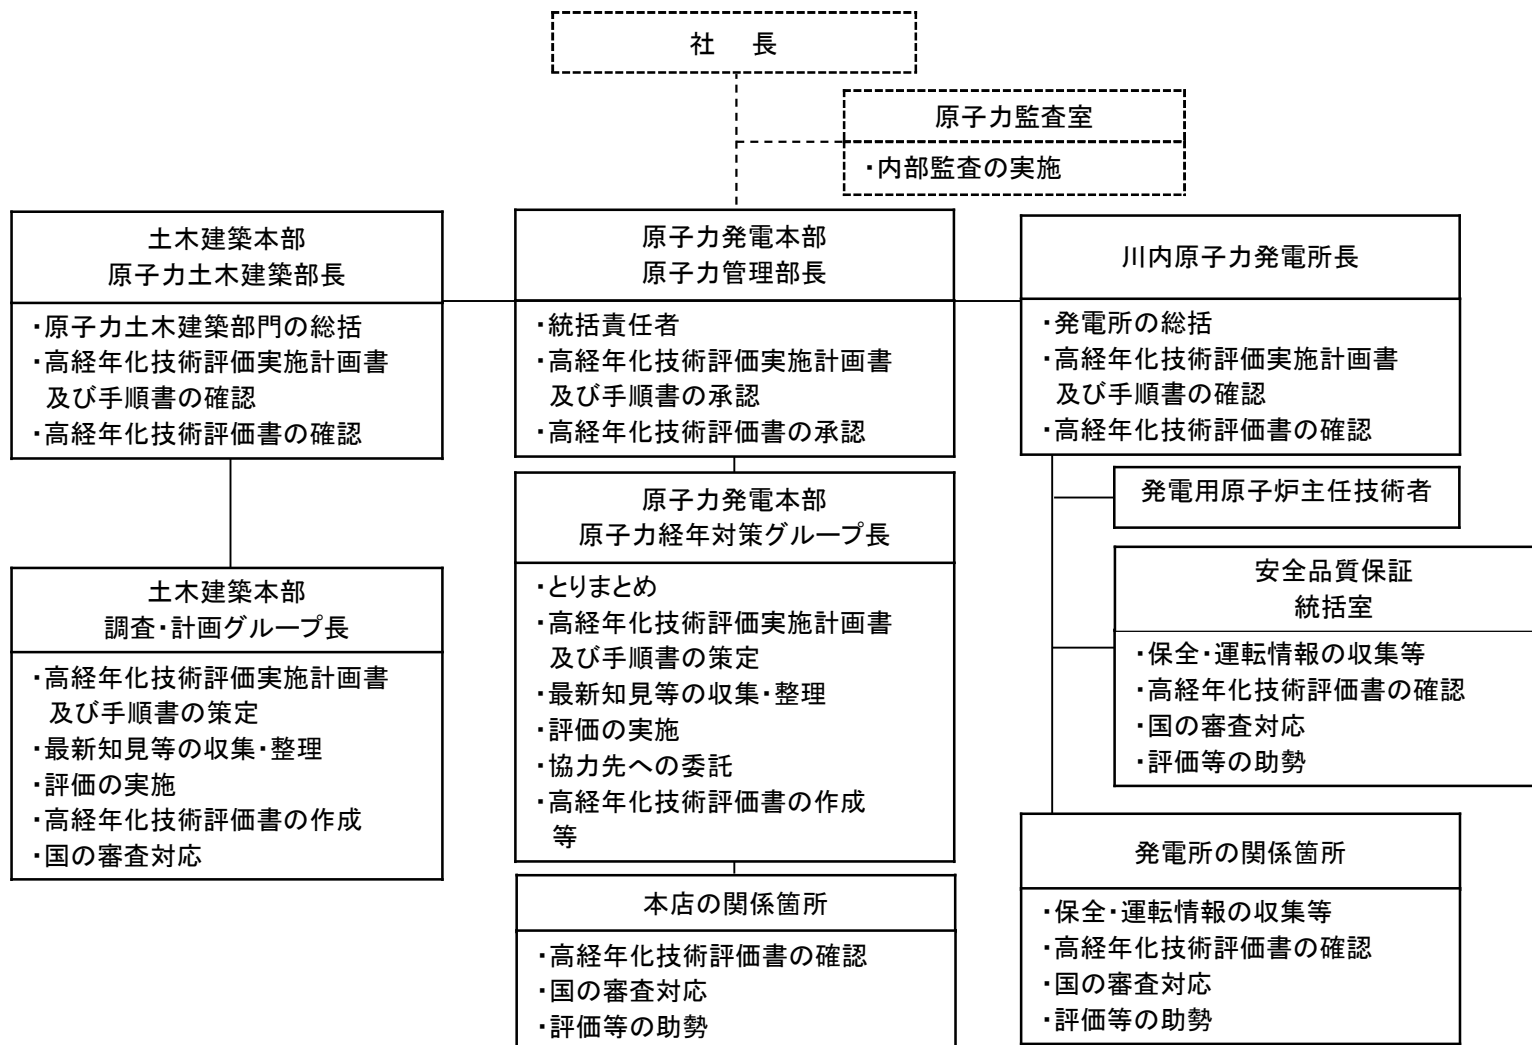 社　長
原子力監査室
・内部監査の実施
土木建築本部
原子力土木建築部長
・原子力土木建築部門の総括
・高経年化技術評価実施計画書
及び手順書の確認
・高経年化技術評価書の確認
原子力発電本部
原子力管理部長
・統括責任者
・高経年化技術評価実施計画書
及び手順書の承認
・高経年化技術評価書の承認
川内原子力発電所長
・発電所の総括
・高経年化技術評価実施計画書
及び手順書の確認
・高経年化技術評価書の確認
土木建築本部
調査・計画グループ長
・高経年化技術評価実施計画書
及び手順書の策定
・最新知見等の収集・整理
・評価の実施
・高経年化技術評価書の作成
・国の審査対応
原子力発電本部
原子力経年対策グループ長
・とりまとめ
・高経年化技術評価実施計画書
及び手順書の策定
・最新知見等の収集・整理
・評価の実施
・協力先への委託
・高経年化技術評価書の作成
等
本店の関係箇所
・高経年化技術評価書の確認
・国の審査対応
・評価等の助勢
発電用原子炉主任技術者
安全品質保証
統括室
・保全・運転情報の収集等
・高経年化技術評価書の確認
・国の審査対応
・評価等の助勢
発電所の関係箇所
・保全・運転情報の収集等
・高経年化技術評価書の確認
・国の審査対応
・評価等の助勢